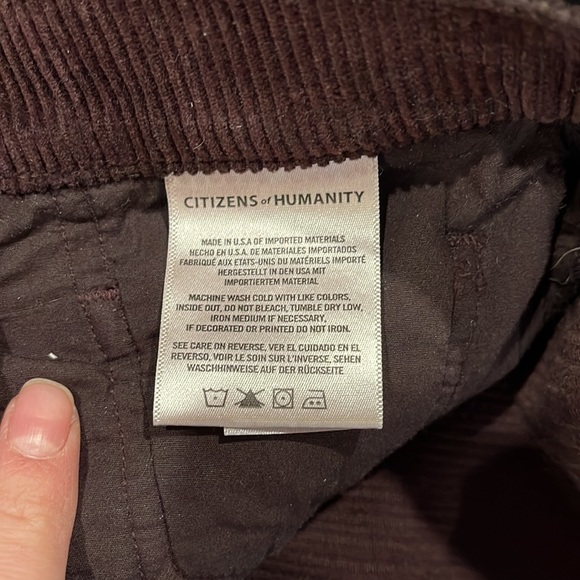 CITIZENS of HUMANITY
MADE IN U.S.A OF IMPORTED MATERIALS
HECHO EN U.S.A. DE MATERIALES IMPORTADOS
FABRIQUÉ AUX ETATS-UNIS DU MATÉRIELS IMPORTÉ
HERGESTELLT IN DEN USA MIT
IMPORTIERTEM MATERIAL
MACHINE WASH COLD WITH LIKE COLORS,
INSIDE OUT, DO NOT BLEACH, TUMBLE DRY LOW,
IRON MEDIUM IF NECESSARY,
IF DECORATED OR PRINTED DO NOT IRON.
SEE CARE ON REVERSE, VER EL CUIDADO EN EL
REVERSO, VOIR LE SOIN SUR L'INVERSE, SEHEN
WASCHHINWEISE AUF DER RÜCKSEITE